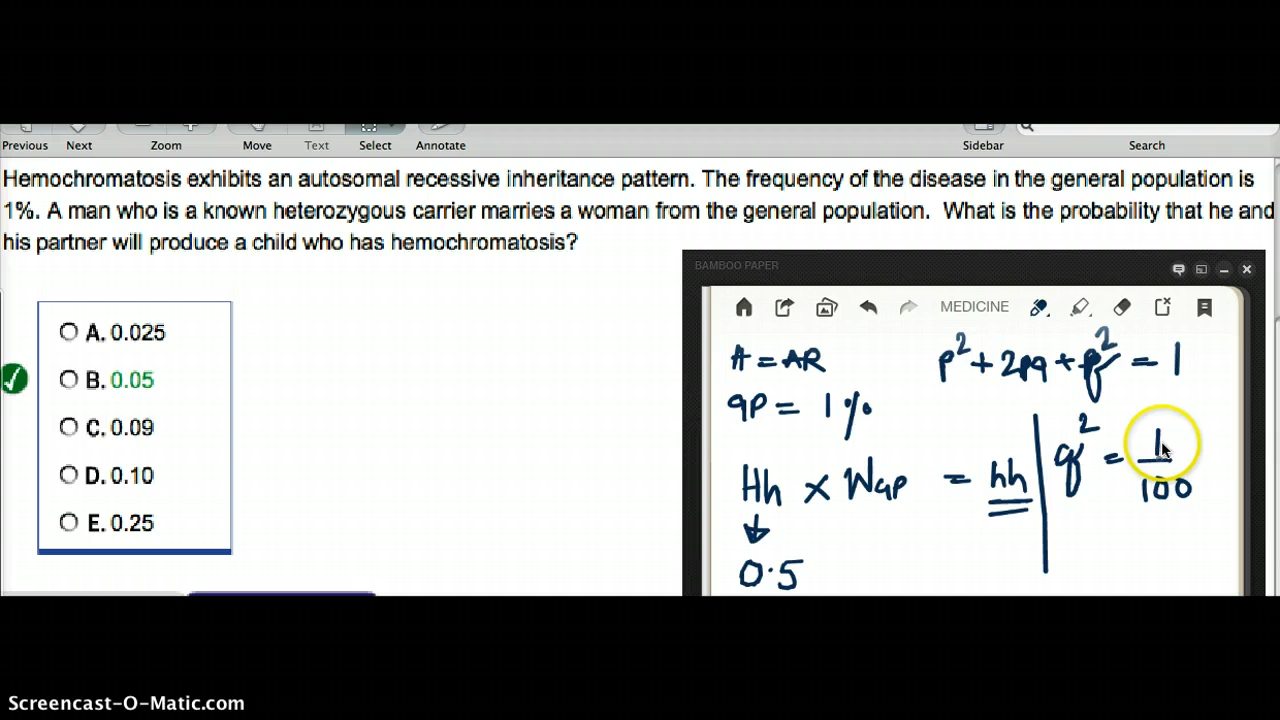 Previous Next Zoom Move Text Select Annotate Sidebar Search
Hemochromatosis exhibits an autosomal recessive inheritance pattern. The frequency of the disease in the general population is
1%. A man who is a known heterozygous carrier marries a woman from the general population. What is the probability that he and
his partner will produce a child who has hemochromatosis?
A. 0.025
B. 0.05
C. 0.09
D. 0.10
E. 0.25
BAMBOO PAPER
MEDICINE
H = AR p² + 2pq + q² = 1
gp = 1%
Hh × Wgp = hh q² = 1/100
0.5
Screencast-O-Matic.com